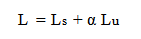 L = Ls + α Lu